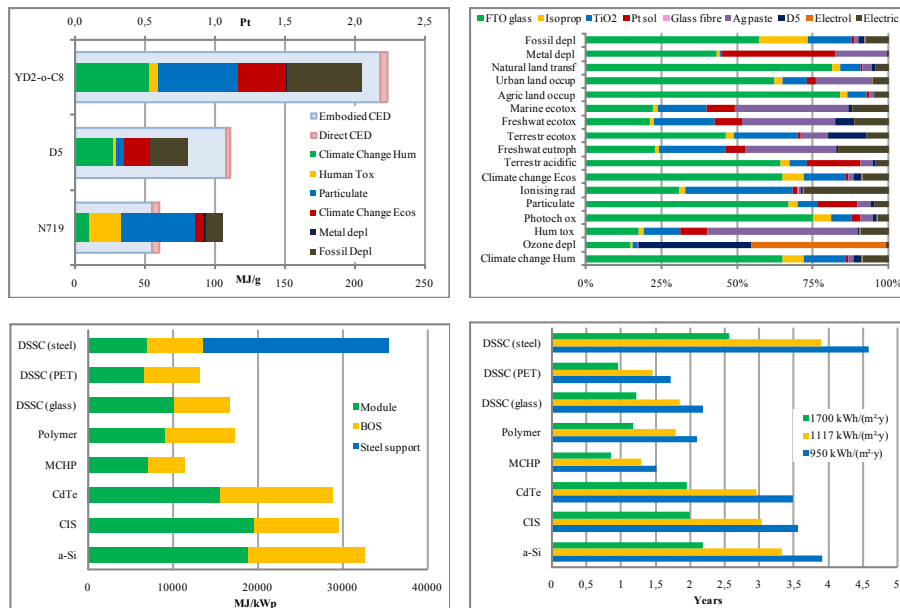 0,0 0,5 1,0 1,5 2,0 2,5
Pt
YD2-o-C8
D5
N719
Embodied CED
Direct CED
Climate Change Hum
Human Tox
Particulate
Climate Change Ecos
Metal depl
Fossil Depl
0 50 100 150 200 250
MJ/g
FTO glass Isoprop TiO2 Pt sol Glass fibre Ag paste D5 Electrol Electric
Fossil depl
Metal depl
Natural land transf
Urban land occup
Agric land occup
Marine ecotox
Freshwat ecotox
Terrestr ecotox
Freshwat eutroph
Terrestr acidific
Climate change Ecos
Ionising rad
Particulate
Photoch ox
Hum tox
Ozone depl
Climate change Hum
0% 25% 50% 75% 100%
DSSC (steel)
DSSC (PET)
DSSC (glass)
Polymer
MCHP
CdTe
CIS
a-Si
Module
BOS
Steel support
0 10000 20000 30000 40000
MJ/kWp
DSSC (steel)
DSSC (PET)
DSSC (glass)
Polymer
MCHP
CdTe
CIS
a-Si
1700 kWh/(m²·y)
1117 kWh/(m²·y)
950 kWh/(m²·y)
0 0,5 1 1,5 2 2,5 3 3,5 4 4,5 5
Years